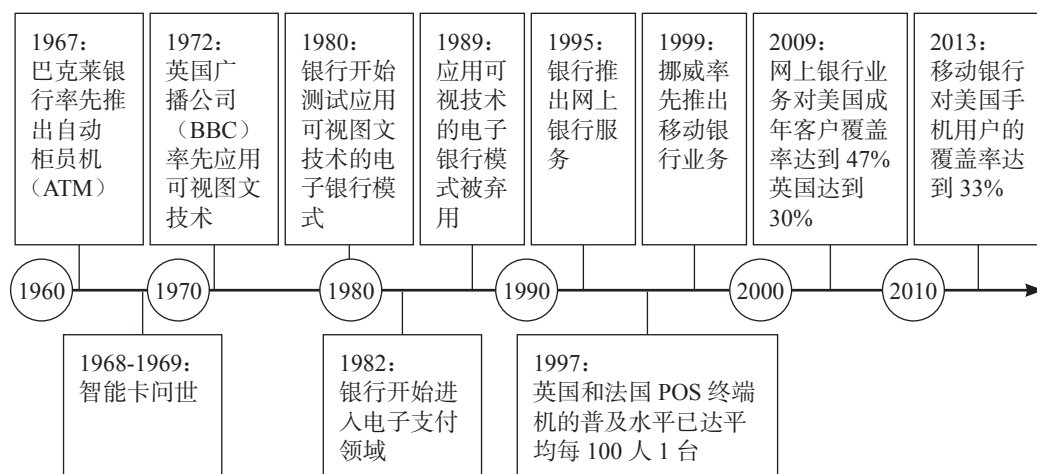 1967：
巴克莱银
行率先推
出自动
柜员机
（ATM）
1972：
英国广
播公司
（BBC）
率先应用
可视图文
技术
1980：
银行开始
测试应用
可视图文
技术的电
子银行模
式
1989：
应用可
视技术
的电子
银行模
式被弃
用
1995：
银行推
出网上
银行服
务
1999：
挪威率
先推出
移动银
行业务
2009：
网上银行业
务对美国成
年客户覆盖
率达到 47%
英国达到
30%
2013：
移动银行
对美国手
机用户的
覆盖率达
到 33%
1960
1970
1980
1990
2000
2010
1968-1969：
智能卡问世
1982：
银行开始进
入电子支付
领域
1997：
英国和法国 POS 终端
机的普及水平已达平
均每 100 人 1 台